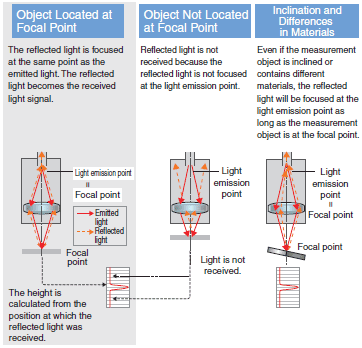 Object Located at
Focal Point
The reflected light is focused
at the same point as the
emitted light. The reflected
light becomes the received
light signal.
Light emission point
=
Focal point
Emitted
light
Reflected
light
Focal
point
The height is
calculated from the
position at which the
reflected light was
received.
Object Not Located
at Focal Point
Reflected light is not
received because the
reflected light is not focused
at the light emission point.
Light
emission
point
Light is not
received.
Inclination and
Differences
in Materials
Even if the measurement
object is inclined or
contains different
materials, the reflected
light will be focused at the
light emission point as
long as the measurement
object is at the focal point.
Light
emission
point
=
Focal point
Focal point